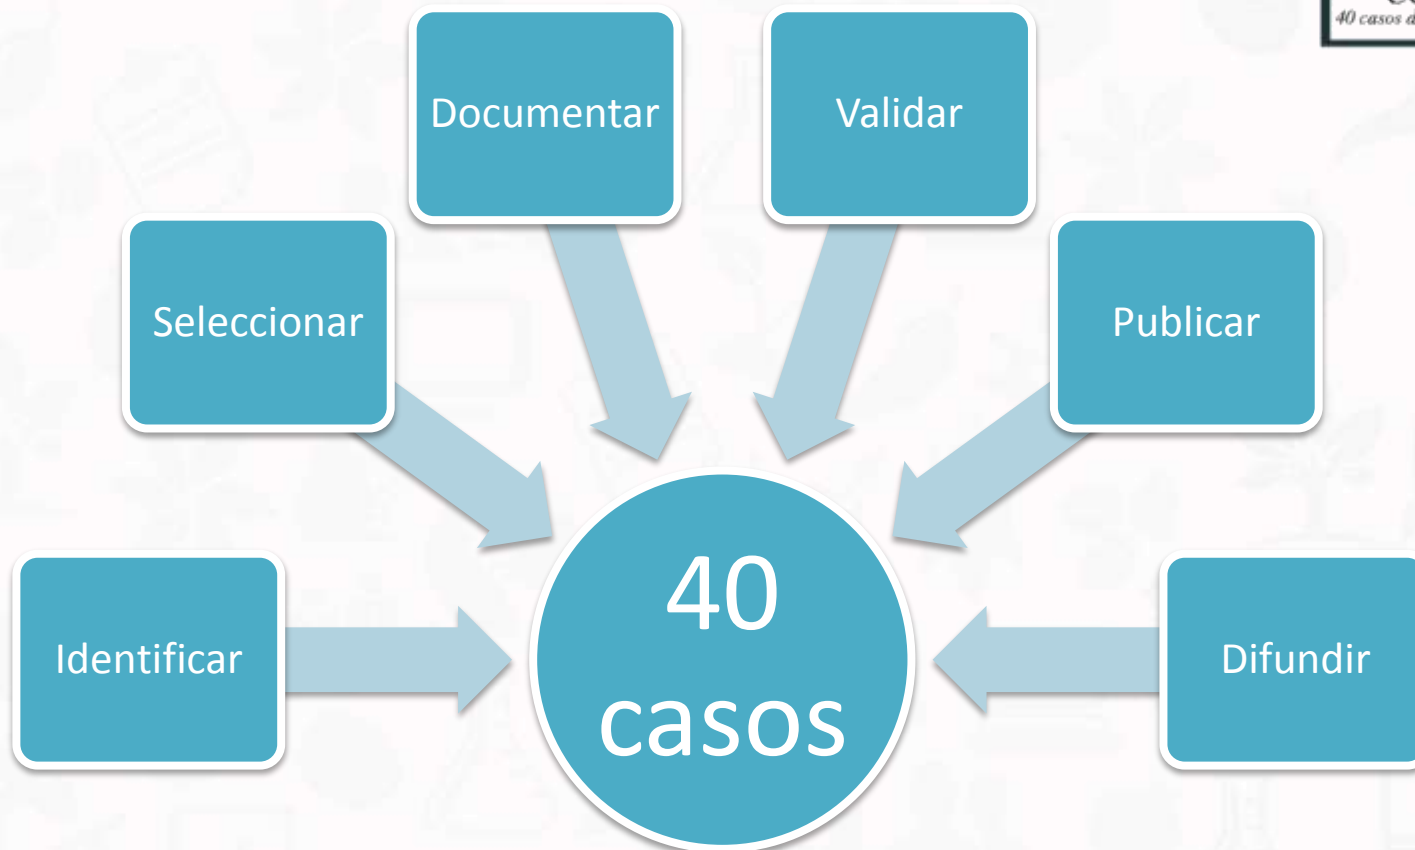 40 casos d
Documentar
Validar
Seleccionar
Publicar
Identificar
40
casos
Difundir